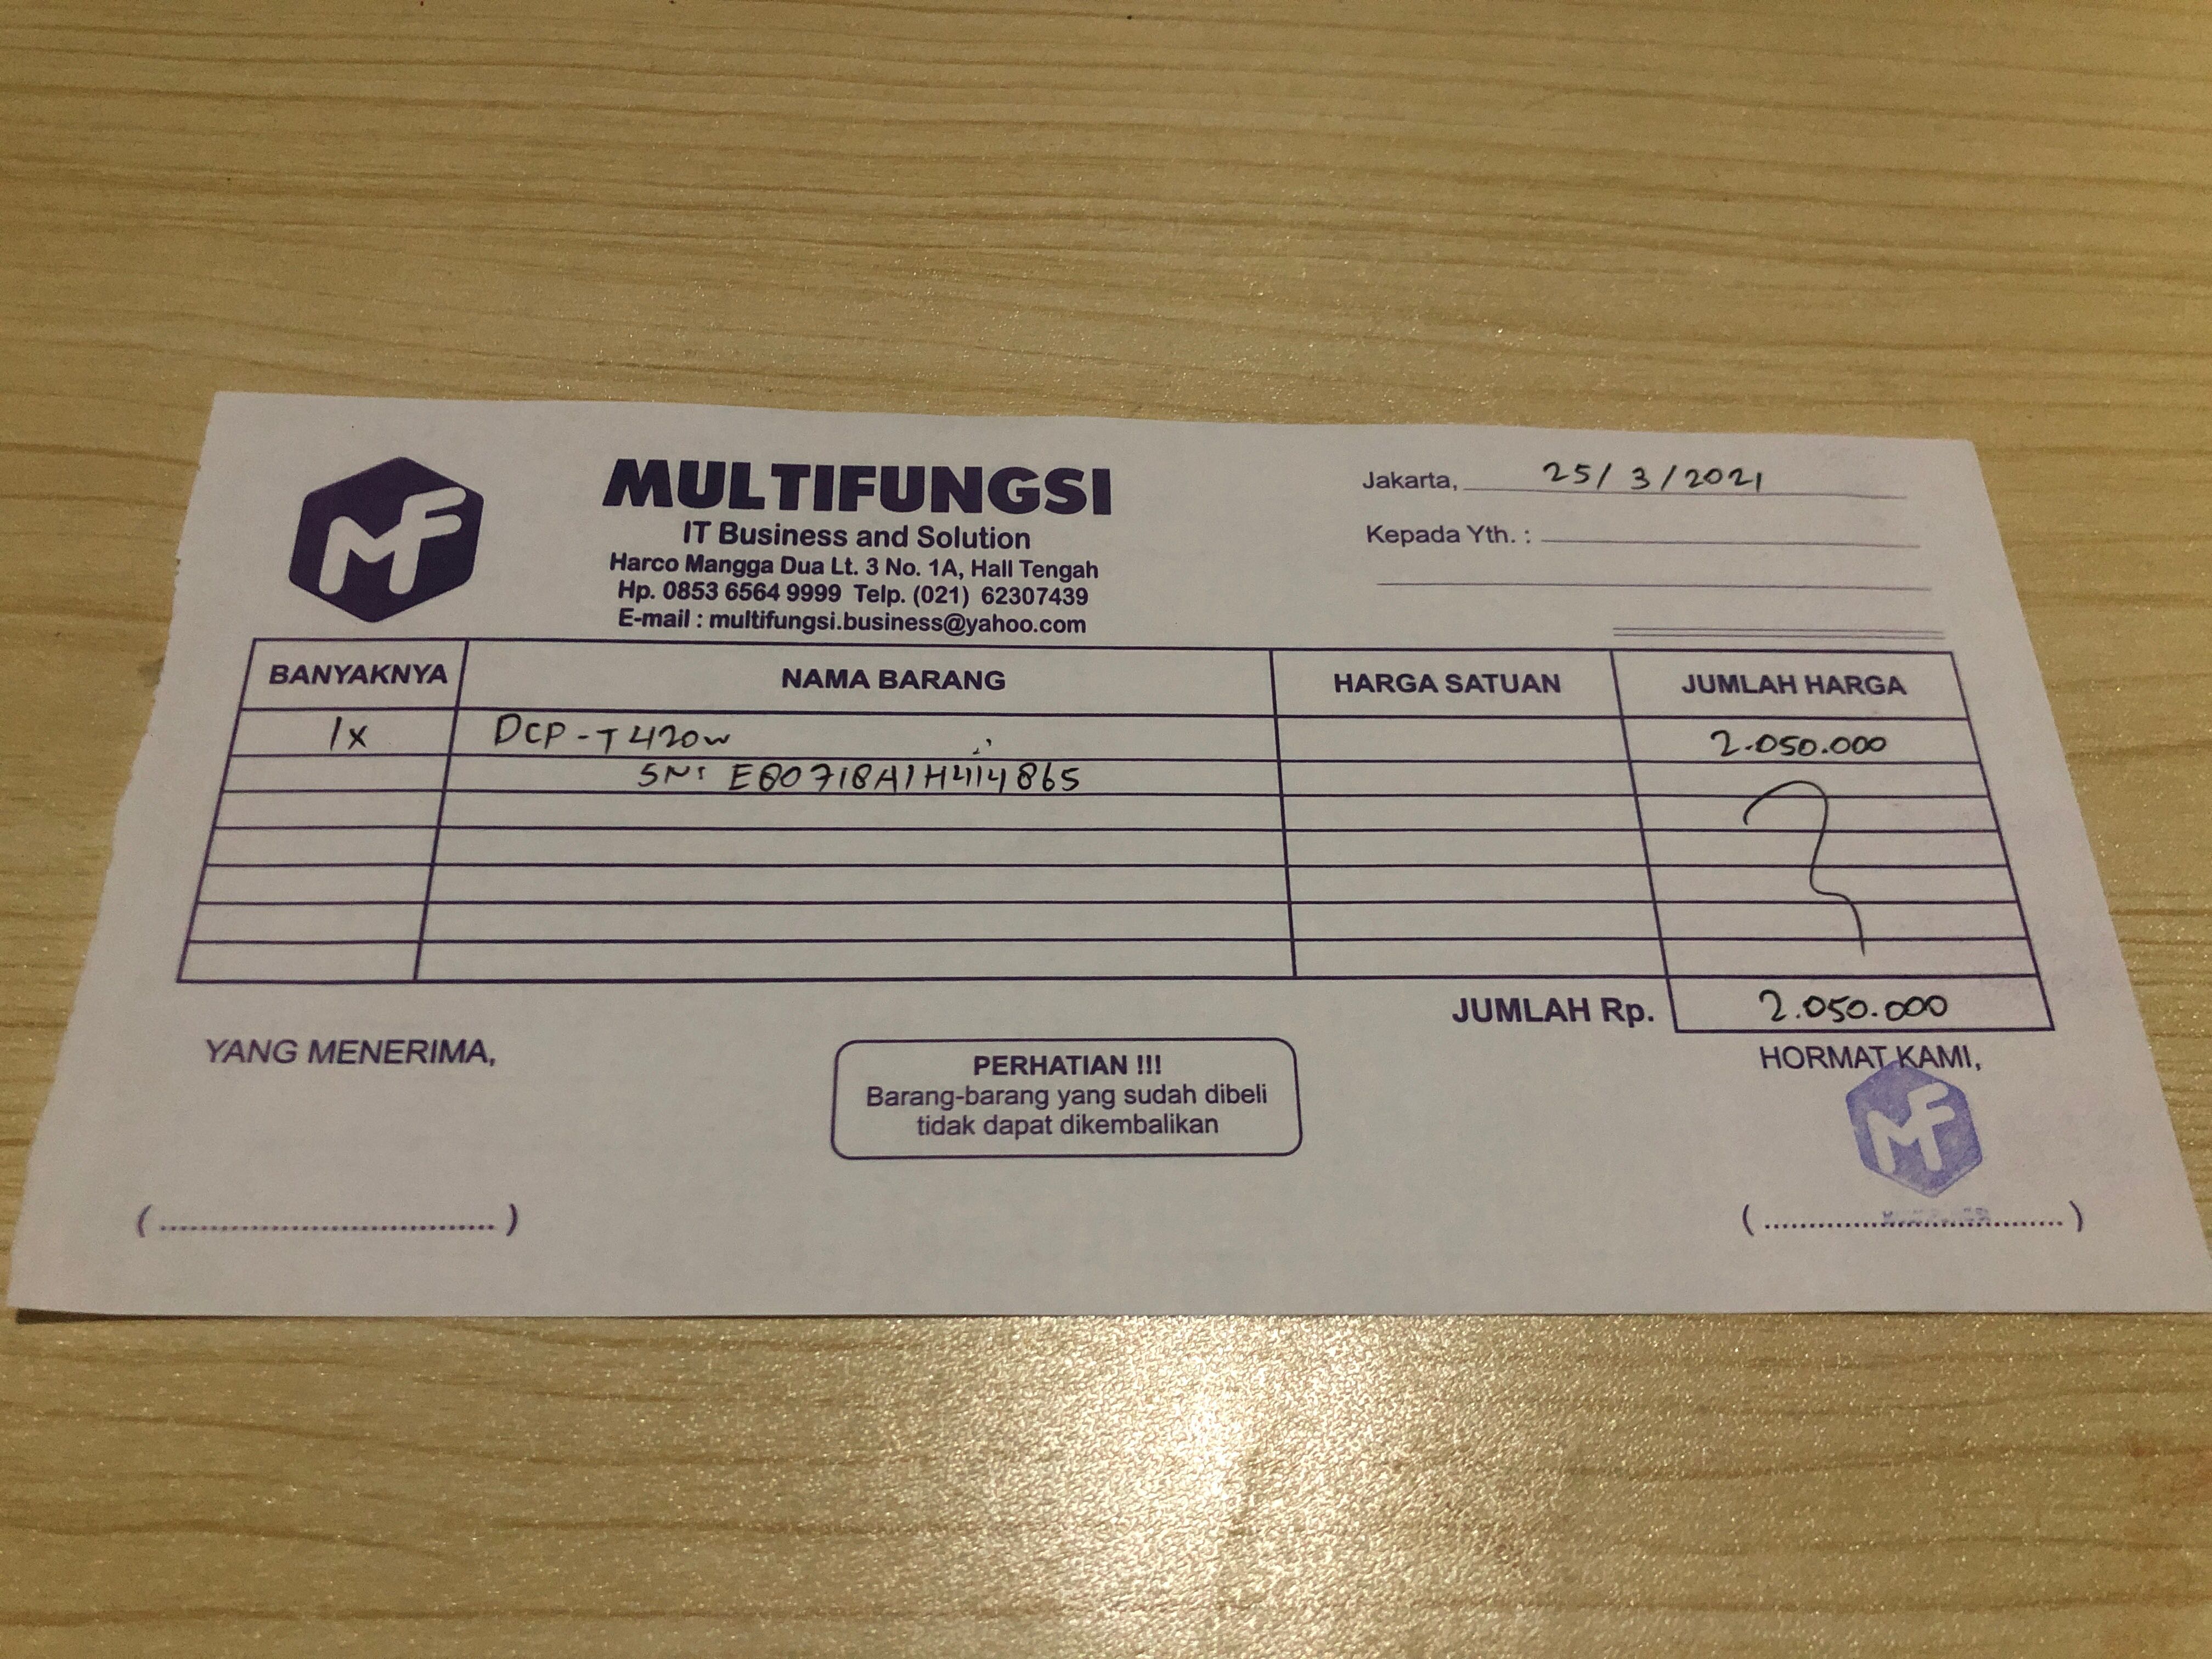 MF
MULTIFUNGSI
IT Business and Solution
Harco Mangga Dua Lt. 3 No. 1A, Hall Tengah
Hp. 0853 6564 9999 Telp. (021) 62307439
E-mail : multifungsi.business@yahoo.com
Jakarta, 25/3/2021
Kepada Yth. :
BANYAKNYA NAMA BARANG HARGA SATUAN JUMLAH HARGA
1x DCP-T420W 2.050.000
SN: E80718A1H414865
JUMLAH Rp. 2.050.000
YANG MENERIMA,
PERHATIAN !!!
Barang-barang yang sudah dibeli
tidak dapat dikembalikan
HORMAT KAMI,
MF
(..................................)
(..................................)